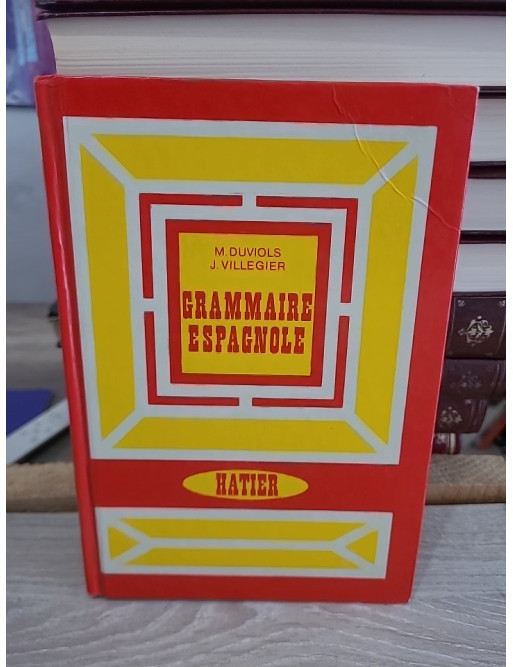 M. DUVIOLS
J. VILLEGIER
GRAMMAIRE
ESPAGNOLE
HATIER